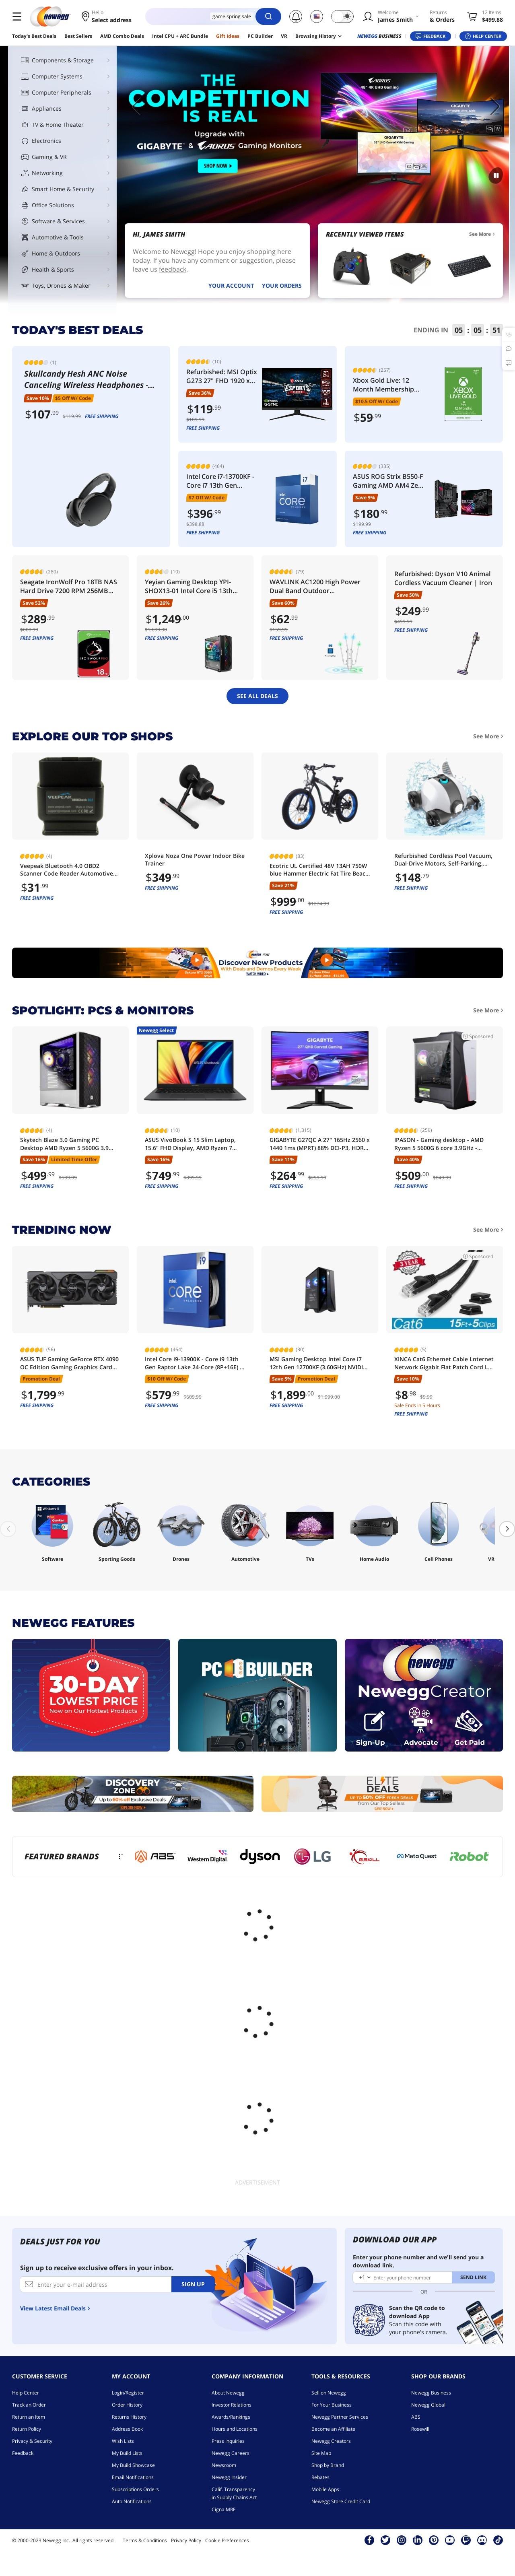 newegg
Hello
Select address
game spring sale
Welcome
James Smith
Returns
& Orders
12 Items
$499.88
Today's Best Deals
Best Sellers
AMD Combo Deals
Intel CPU + ARC Bundle
Gift Ideas
PC Builder
VR
Browsing History
NEWEGG BUSINESS
FEEDBACK
HELP CENTER
Components & Storage
Computer Systems
Computer Peripherals
Appliances
TV & Home Theater
Electronics
Gaming & VR
Networking
Smart Home & Security
Office Solutions
Software & Services
Automotive & Tools
Home & Outdoors
Health & Sports
Toys, Drones & Maker
THE
COMPETITION
IS REAL
Upgrade with
GIGABYTE™ & AORUS Gaming Monitors
SHOP NOW
HI, JAMES SMITH
Welcome to Newegg! Hope you enjoy shopping here
today. If you have any comment or suggestion, please
leave us feedback.
YOUR ACCOUNT
YOUR ORDERS
RECENTLY VIEWED ITEMS
See More
TODAY'S BEST DEALS
ENDING IN 05 : 05 : 51
(1)
Skullcandy Hesh ANC Noise
Canceling Wireless Headphones -...
Save 10%
$5 Off W/ Code
$107.99 $119.99 FREE SHIPPING
(10)
Refurbished: MSI Optix
G273 27" FHD 1920 x...
Save 36%
$119.99
$189.99
FREE SHIPPING
(257)
Xbox Gold Live: 12
Month Membership...
$10.5 Off W/ Code
$59.99
(464)
Intel Core i7-13700KF -
Core i7 13th Gen...
$7 Off W/ Code
$396.99
$398.98
FREE SHIPPING
(335)
ASUS ROG Strix B550-F
Gaming AMD AM4 Ze...
Save 9%
$180.99
$199.99
FREE SHIPPING
(280)
Seagate IronWolf Pro 18TB NAS
Hard Drive 7200 RPM 256MB...
Save 52%
$289.99
$608.99
FREE SHIPPING
(10)
Yeyian Gaming Desktop YPI-
SHOX13-01 Intel Core i5 13th...
Save 26%
$1,249.00
$1,699.00
FREE SHIPPING
(79)
WAVLINK AC1200 High Power
Dual Band Outdoor...
Save 60%
$62.99
$159.99
FREE SHIPPING
Refurbished: Dyson V10 Animal
Cordless Vacuum Cleaner | Iron
Save 50%
$249.99
$499.99
FREE SHIPPING
SEE ALL DEALS
EXPLORE OUR TOP SHOPS
See More
(4)
Veepeak Bluetooth 4.0 OBD2
Scanner Code Reader Automotive...
$31.99
FREE SHIPPING
Xplova Noza One Power Indoor Bike
Trainer
$349.99
FREE SHIPPING
(83)
Ecotric UL Certified 48V 13AH 750W
blue Hammer Electric Fat Tire Beac...
Save 21%
$999.00 $1274.99
FREE SHIPPING
Refurbished Cordless Pool Vacuum,
Dual-Drive Motors, Self-Parking,...
$148.79
FREE SHIPPING
Discover New Products
With Deals and Demos Every Week
WATCH VIDEO
SPOTLIGHT: PCS & MONITORS
See More
Newegg Select
Sponsored
(4)
Skytech Blaze 3.0 Gaming PC
Desktop AMD Ryzen 5 5600G 3.9...
Save 16%
Limited Time Offer
$499.99 $599.99
FREE SHIPPING
(10)
ASUS VivoBook S 15 Slim Laptop,
15.6" FHD Display, AMD Ryzen 7...
Save 16%
$749.99 $899.99
FREE SHIPPING
(1,315)
GIGABYTE G27QC A 27" 165Hz 2560 x
1440 1ms (MPRT) 88% DCI-P3, HDR...
Save 11%
$264.99 $299.99
FREE SHIPPING
(259)
IPASON - Gaming desktop - AMD
Ryzen 5 5600G 6 core 3.9GHz -...
Save 40%
$509.00 $849.99
FREE SHIPPING
TRENDING NOW
See More
Sponsored
Cat6
15Ft+5Clips
(56)
ASUS TUF Gaming GeForce RTX 4090
OC Edition Gaming Graphics Card...
Promotion Deal
$1,799.99
FREE SHIPPING
(464)
Intel Core i9-13900K - Core i9 13th
Gen Raptor Lake 24-Core (8P+16E) ...
$10 Off W/ Code
$579.99 $609.99
FREE SHIPPING
(30)
MSI Gaming Desktop Intel Core i7
12th Gen 12700KF (3.60GHz) NVIDI...
Save 5%
Promotion Deal
$1,899.00 $1,999.00
FREE SHIPPING
(5)
XINCA Cat6 Ethernet Cable Lnternet
Network Gigabit Flat Patch Cord L...
Save 10%
$8.98 $9.98
Sale Ends in 5 Hours
FREE SHIPPING
CATEGORIES
Software
Sporting Goods
Drones
Automotive
TVs
Home Audio
Cell Phones
VR
NEWEGG FEATURES
30-DAY
LOWEST PRICE
Now on Our Hottest Products
PC BUILDER
newegg
NeweggCreator
Sign-Up
Advocate
Get Paid
DISCOVERY
ZONE
Up to 60% off Exclusive Deals
EXPLORE NOW
ELITE
DEALS
UP TO 50% OFF FRESH DEALS
from Our Top Sellers
FEATURED BRANDS
ABS
Western Digital
dyson
LG
G.SKILL
Meta Quest
iRobot
ADVERTISEMENT
DEALS JUST FOR YOU
Sign up to receive exclusive offers in your inbox.
Enter your e-mail address
SIGN UP
View Latest Email Deals
DOWNLOAD OUR APP
Enter your phone number and we'll send you a
download link.
+1
Enter your phone number
SEND LINK
OR
Scan the QR code to
download App
Scan this code with
your phone's camera.
CUSTOMER SERVICE
Help Center
Track an Order
Return an Item
Return Policy
Privacy & Security
Feedback
MY ACCOUNT
Login/Register
Order History
Returns History
Address Book
Wish Lists
My Build Lists
My Build Showcase
Email Notifications
Subscriptions Orders
Auto Notifications
COMPANY INFORMATION
About Newegg
Investor Relations
Awards/Rankings
Hours and Locations
Press Inquiries
Newegg Careers
Newsroom
Newegg Insider
Calif. Transparency
in Supply Chains Act
Cigna MRF
TOOLS & RESOURCES
Sell on Newegg
For Your Business
Newegg Partner Services
Become an Affiliate
Newegg Creators
Site Map
Shop by Brand
Rebates
Mobile Apps
Newegg Store Credit Card
SHOP OUR BRANDS
Newegg Business
Newegg Global
ABS
Rosewill
© 2000-2023 Newegg Inc. All rights reserved.
Terms & Conditions
Privacy Policy
Cookie Preferences